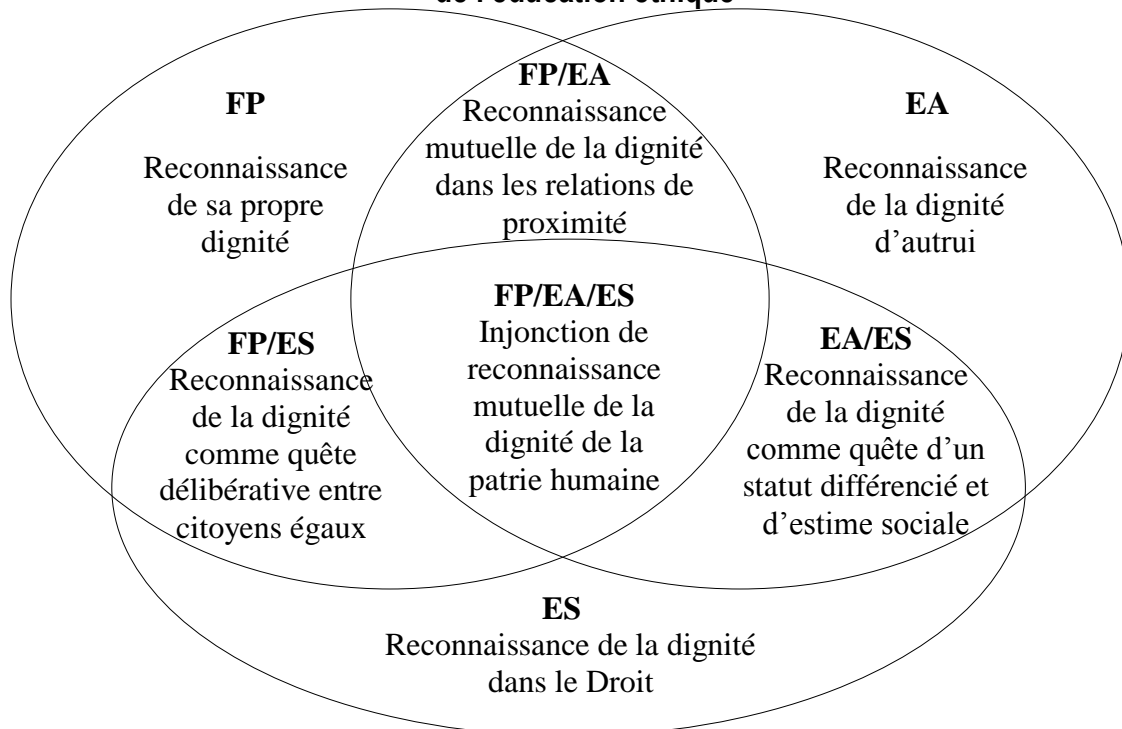 de l'éducation éthique
FP
Reconnaissance
de sa propre
dignité
FP/EA
Reconnaissance
mutuelle de la dignité
dans les relations de
proximité
EA
Reconnaissance
de la dignité
d’autrui
FP/ES
Reconnaissance
de la dignité
comme quête
délibérative entre
citoyens égaux
FP/EA/ES
Injonction de
reconnaissance
mutuelle de la
dignité de la
patrie humaine
EA/ES
Reconnaissance
de la dignité
comme quête d’un
statut différencié et
d’estime sociale
ES
Reconnaissance de la dignité
dans le Droit